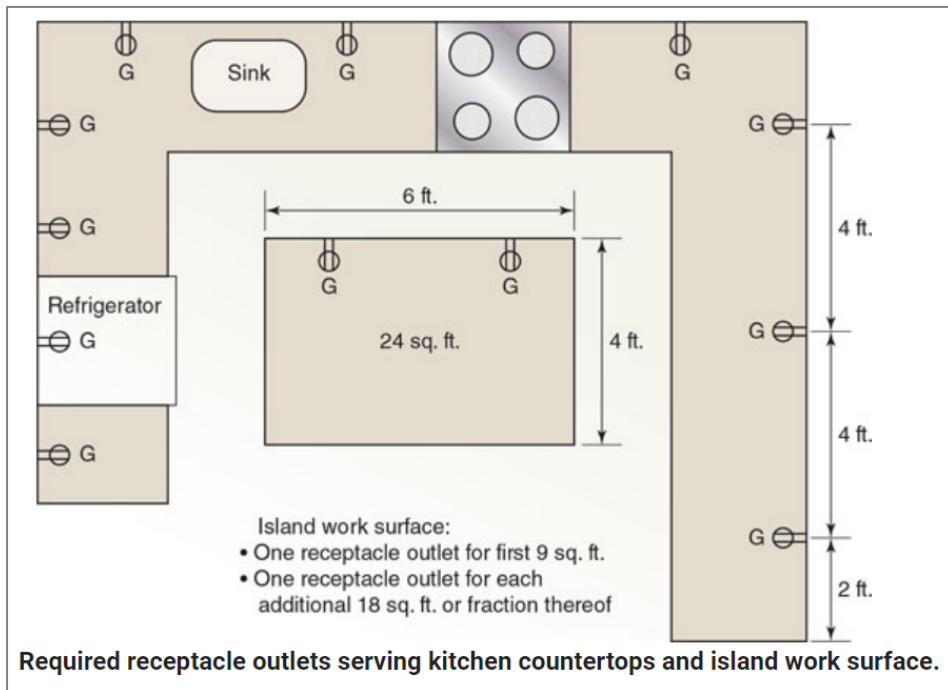 G
Sink
G
G
G
G
G
4 ft.
6 ft.
Refrigerator
G
G
G
24 sq. ft.
4 ft.
G
4 ft.
G
G
2 ft.
Island work surface:
• One receptacle outlet for first 9 sq. ft.
• One receptacle outlet for each
additional 18 sq. ft. or fraction thereof
Required receptacle outlets serving kitchen countertops and island work surface.